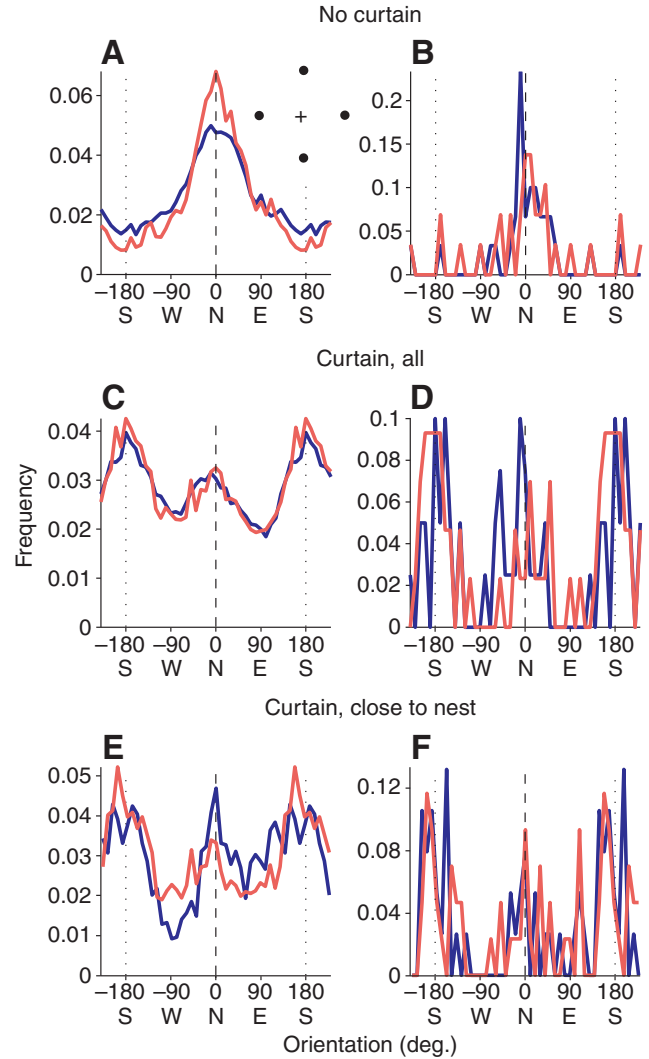 No curtain
A
B
0.06
0.04
0.02
0
+
0.2
0.15
0.1
0.05
0
−180 −90 0 90 180
S W N E S
−180 −90 0 90 180
S W N E S
Curtain, all
C
D
0.04
0.03
0.02
0.01
0
0.1
0.08
0.06
0.04
0.02
0
−180 −90 0 90 180
S W N E S
−180 −90 0 90 180
S W N E S
Frequency
Curtain, close to nest
E
F
0.05
0.04
0.03
0.02
0.01
0
0.12
0.08
0.04
0
−180 −90 0 90 180
S W N E S
−180 −90 0 90 180
S W N E S
Orientation (deg.)